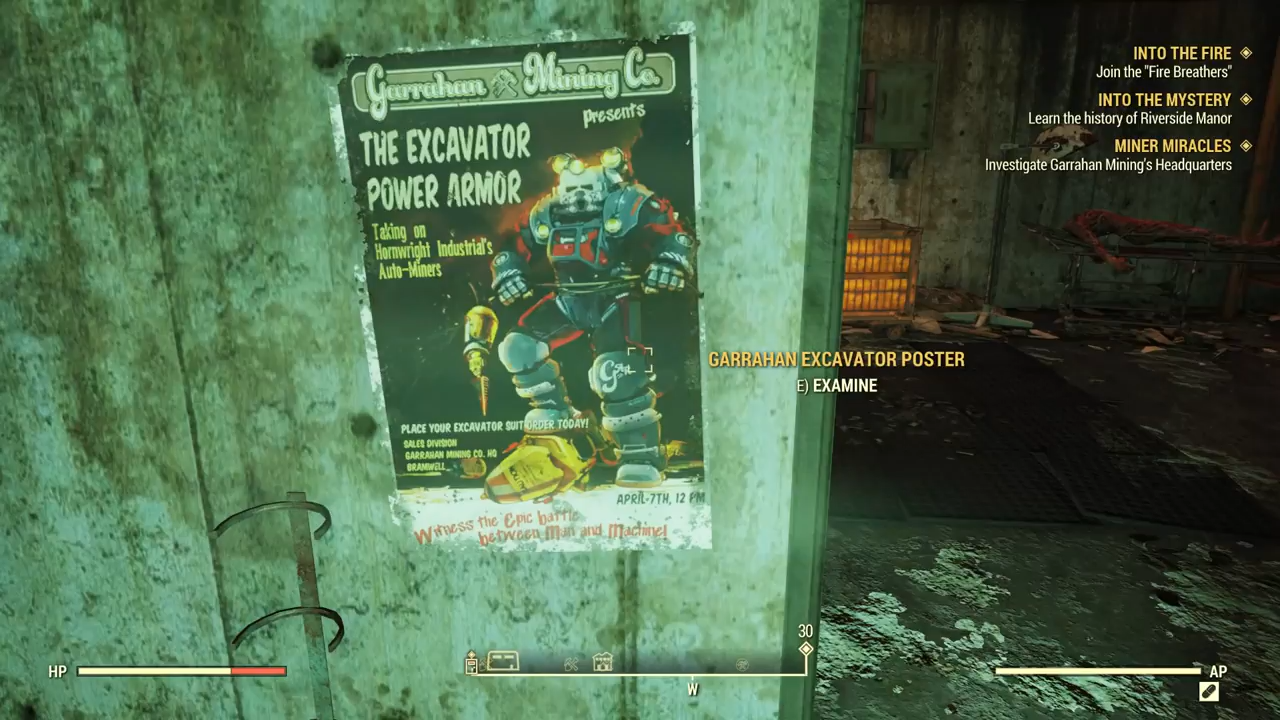 Garrahan Mining Co.
presents
THE EXCAVATOR
POWER ARMOR
Taking on
Hornwright Industrial's
Auto-Miners
PLACE YOUR EXCAVATOR SUIT ORDER TODAY!
SALES DIVISION
GARRAHAN MINING CO. HQ
BRAMWELL
APRIL 7TH, 12 PM
Witness the Epic battle
between Man and Machine!
INTO THE FIRE
Join the "Fire Breathers"
INTO THE MYSTERY
Learn the history of Riverside Manor
MINER MIRACLES
Investigate Garrahan Mining's Headquarters
GARRAHAN EXCAVATOR POSTER
E) EXAMINE
HP
30
W
AP